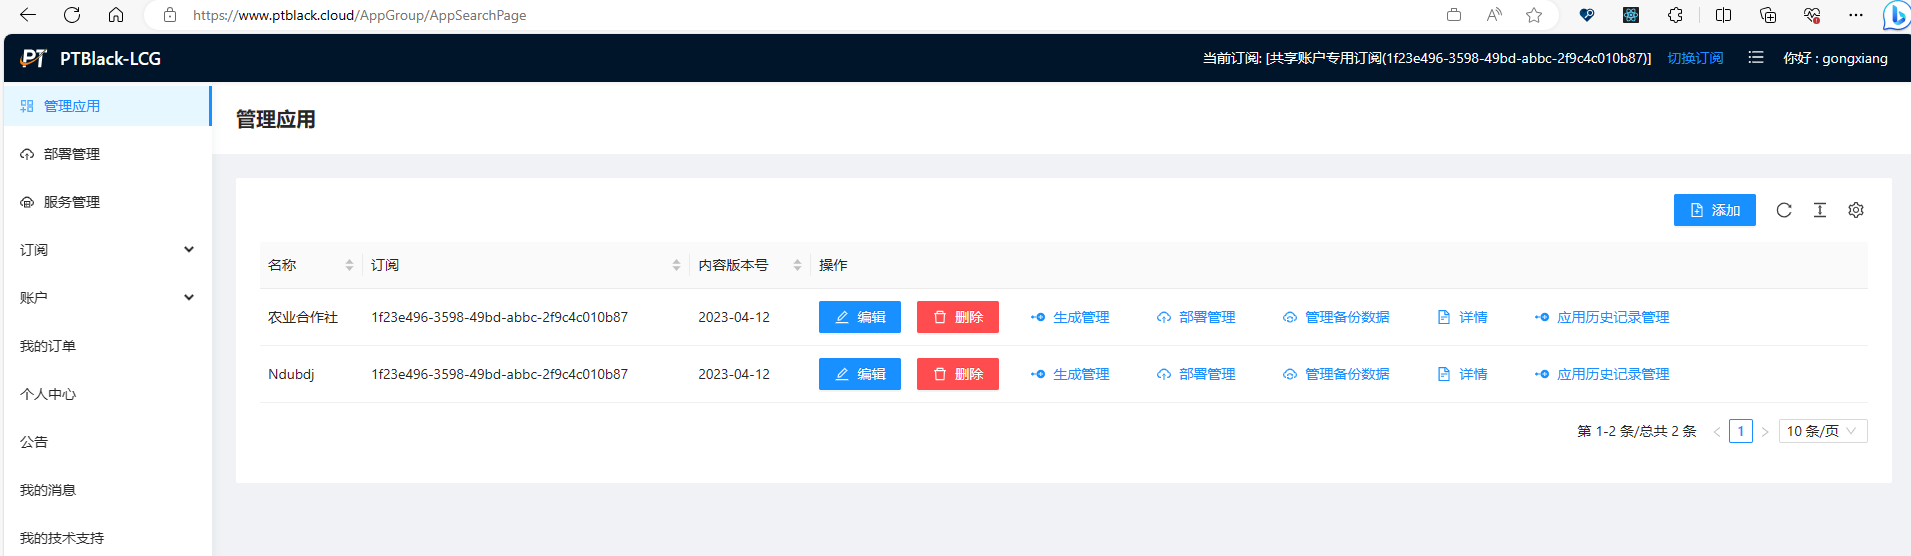 https://www.ptblack.cloud/AppGroup/AppSearchPage
PT PTBlack-LCG 当前订阅: [共享账户专用订阅(1f23e496-3598-49bd-abbc-2f9c4c010b87)] 切换订阅 你好 : gongxiang
管理应用
部署管理
服务管理
订阅
账户
我的订单
个人中心
公告
我的消息
我的技术支持
管理应用
添加
名称 订阅 内容版本号 操作
农业合作社 1f23e496-3598-49bd-abbc-2f9c4c010b87 2023-04-12 编辑 删除 生成管理 部署管理 管理备份数据 详情 应用历史记录管理
Ndubdj 1f23e496-3598-49bd-abbc-2f9c4c010b87 2023-04-12 编辑 删除 生成管理 部署管理 管理备份数据 详情 应用历史记录管理
第 1-2 条/总共 2 条 < 1 > 10 条/页